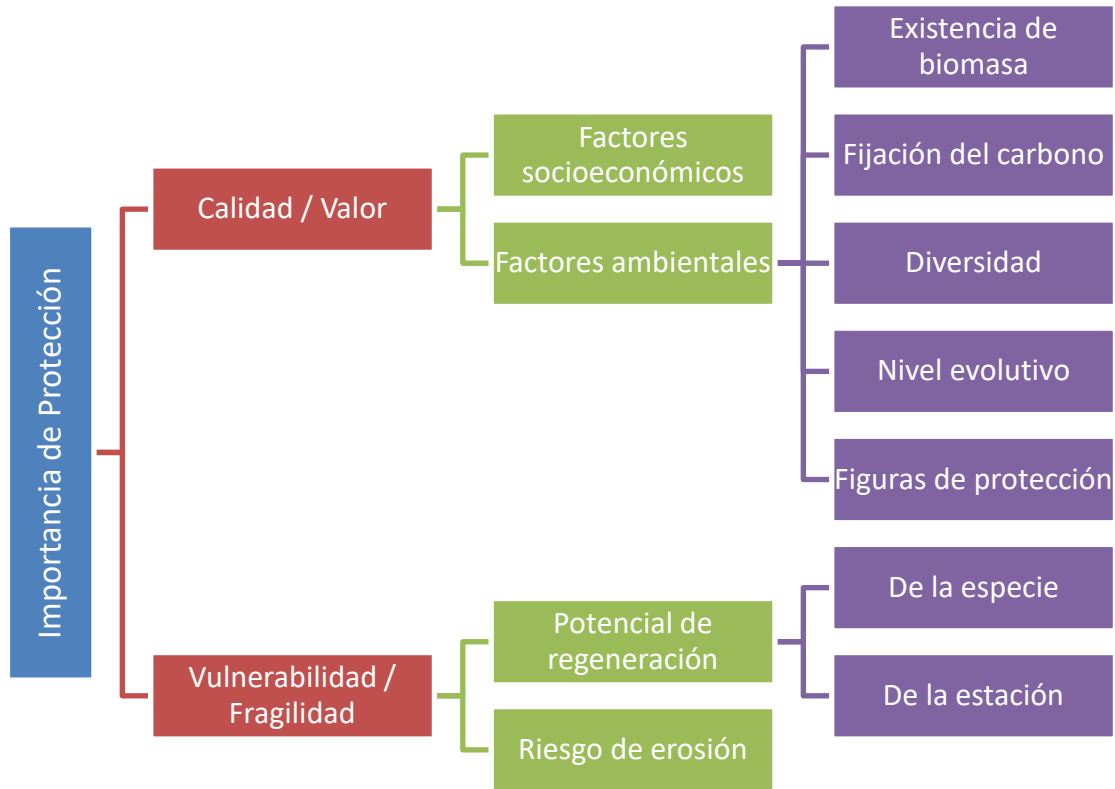 Importancia de Protección
Calidad / Valor
Factores
socioeconómicos
Factores ambientales
Existencia de
biomasa
Fijación del carbono
Diversidad
Nivel evolutivo
Figuras de protección
Vulnerabilidad /
Fragilidad
Potencial de
regeneración
De la especie
De la estación
Riesgo de erosión